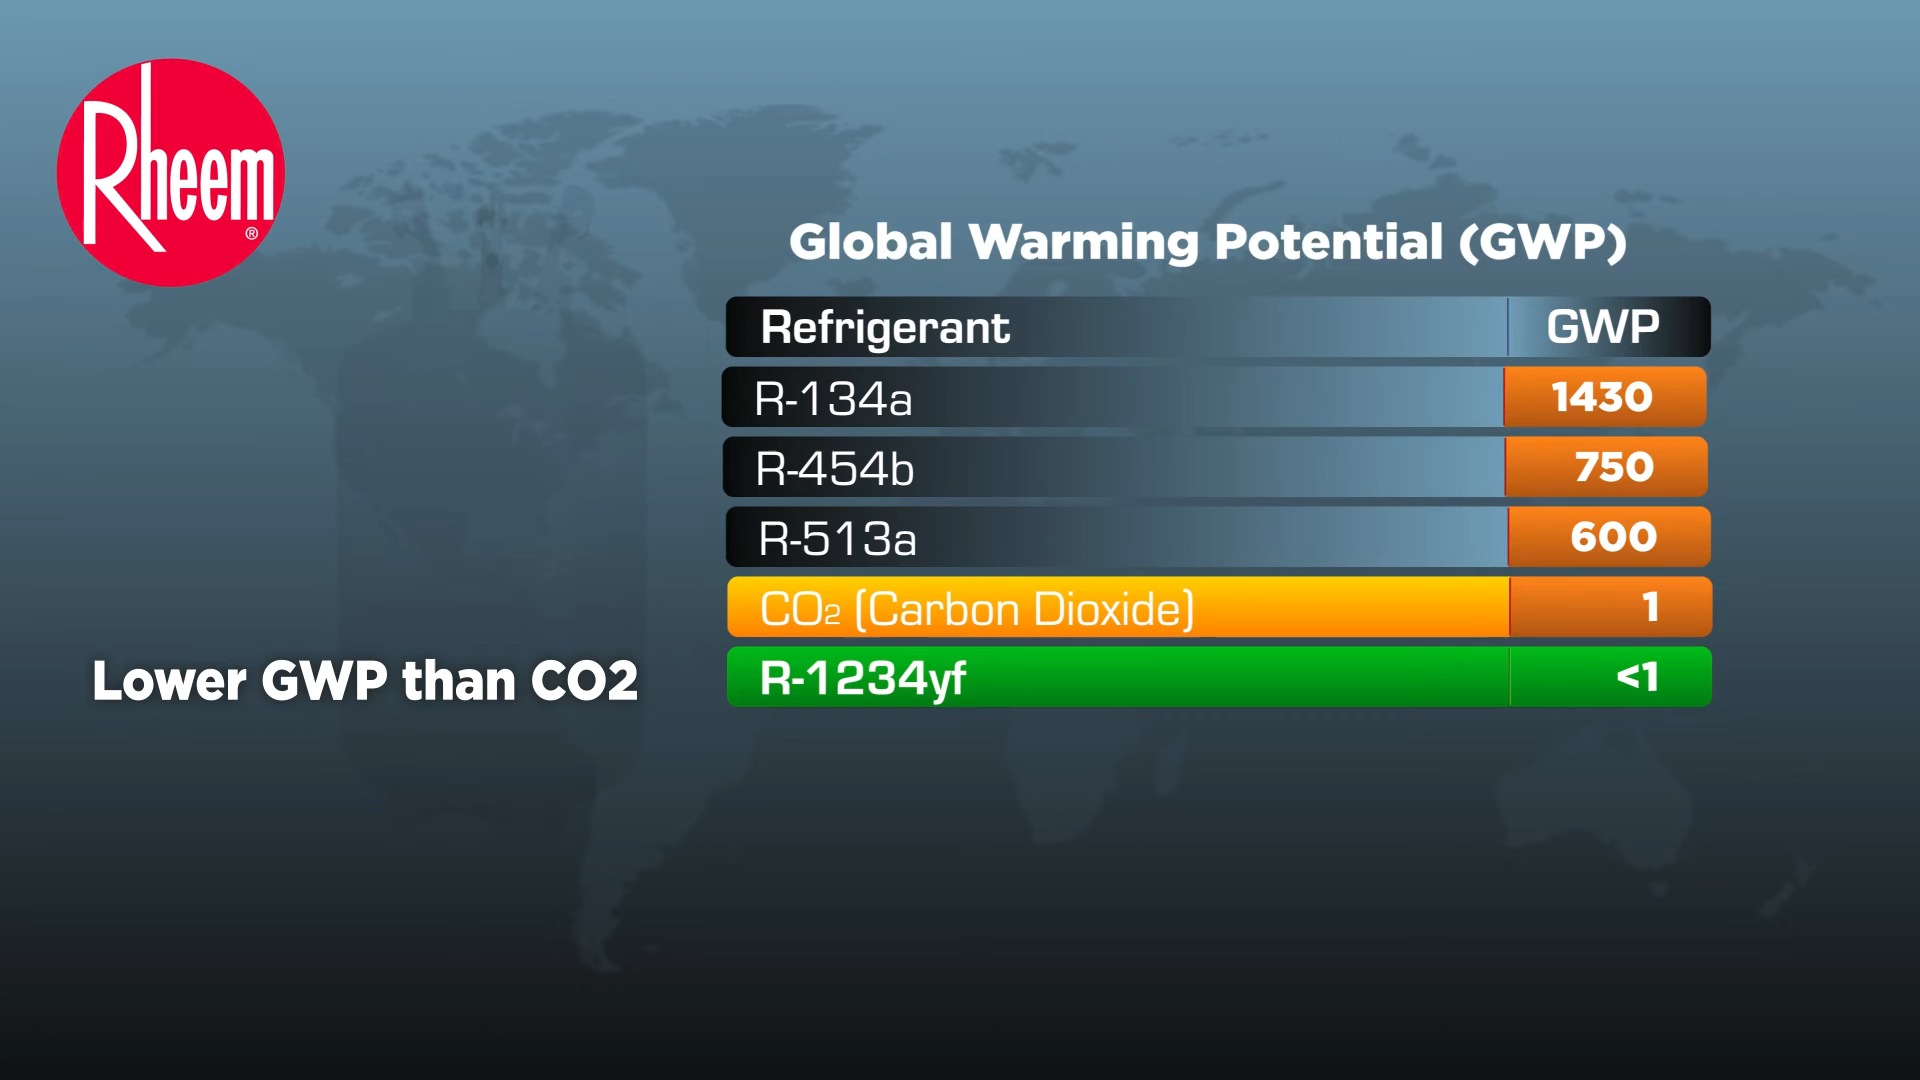 Rheem®
Global Warming Potential (GWP)
Refrigerant GWP
R-134a 1430
R-454b 750
R-513a 600
CO₂ (Carbon Dioxide) 1
Lower GWP than CO2
R-1234yf <1